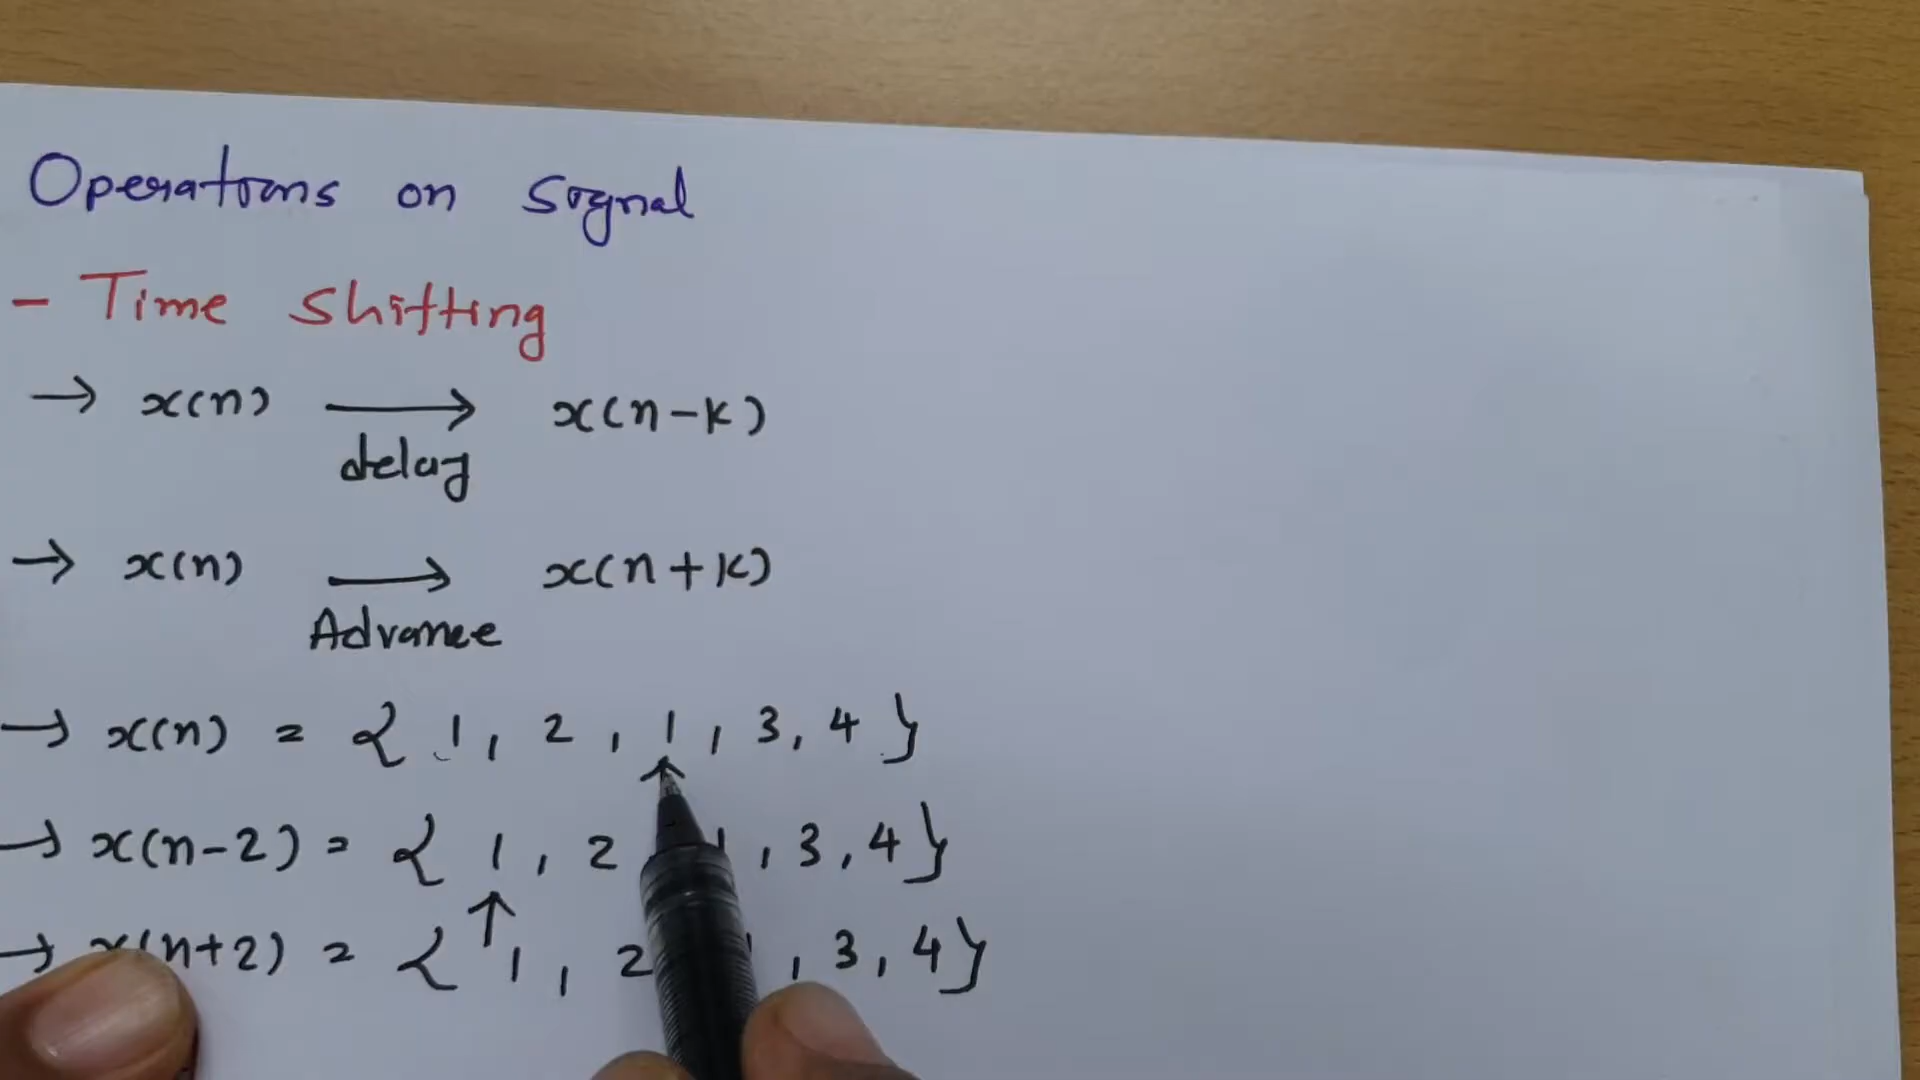 Operations on Signal
- Time Shifting
→ x(n) → delay x(n-k)
→ x(n) → Advance x(n+k)
→ x(n) = { 1, 2, 1, 3, 4 }
↑
→ x(n-2) = { 1, 2 1, 3, 4 }
↑
→ x(n+2) = { 1, 2 , 3, 4 }